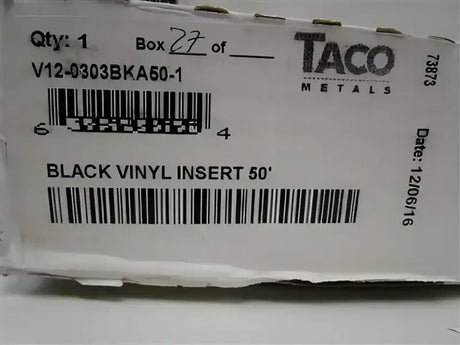 Qty: 1 Box 27 of
TACO
METALS
V12-0303BKA50-1
6 4
BLACK VINYL INSERT 50'
73873
Date: 12/06/16